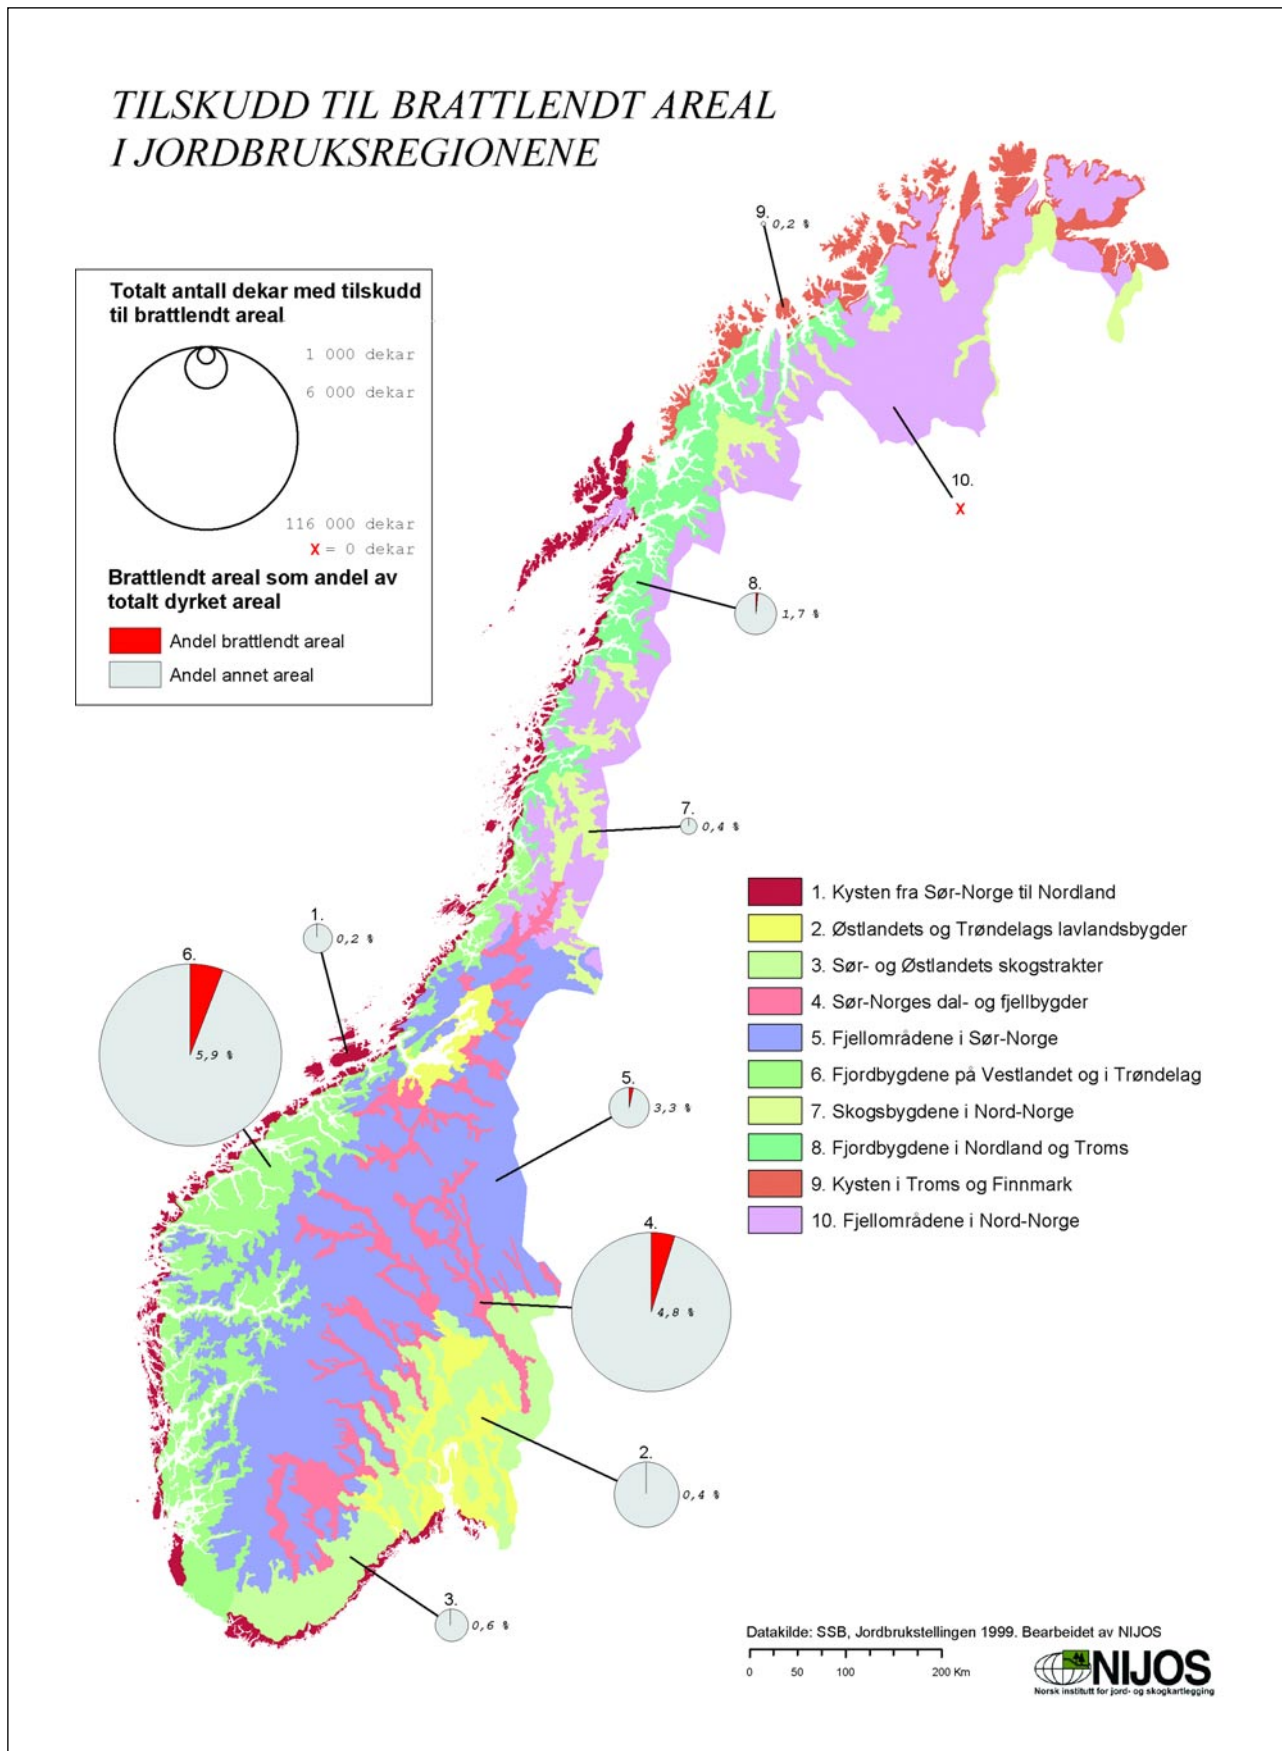 TILSKUDD TIL BRATTLENDT AREAL
I JORDBRUKSREGIONENE
Totalt antall dekar med tilskudd
til brattlendt areal
1 000 dekar
6 000 dekar
116 000 dekar
X = 0 dekar
Brattlendt areal som andel av
totalt dyrket areal
Andel brattlendt areal
Andel annet areal
9.
0,2 %
10.
X
8.
1,7 %
7.
0,4 %
1.
0,2 %
6.
5,9 %
5.
3,3 %
4.
4,8 %
2.
0,4 %
3.
0,6 %
1. Kysten fra Sør-Norge til Nordland
2. Østlandets og Trøndelags lavlandsbygder
3. Sør- og Østlandets skogstrakter
4. Sør-Norges dal- og fjellbygder
5. Fjellområdene i Sør-Norge
6. Fjordbygdene på Vestlandet og i Trøndelag
7. Skogsbygdene i Nord-Norge
8. Fjordbygdene i Nordland og Troms
9. Kysten i Troms og Finnmark
10. Fjellområdene i Nord-Norge
Datakilde: SSB, Jordbrukstellingen 1999. Bearbeidet av NIJOS
0 50 100 200 Km
NIJOS
Norsk institutt for jord- og skogkartlegging